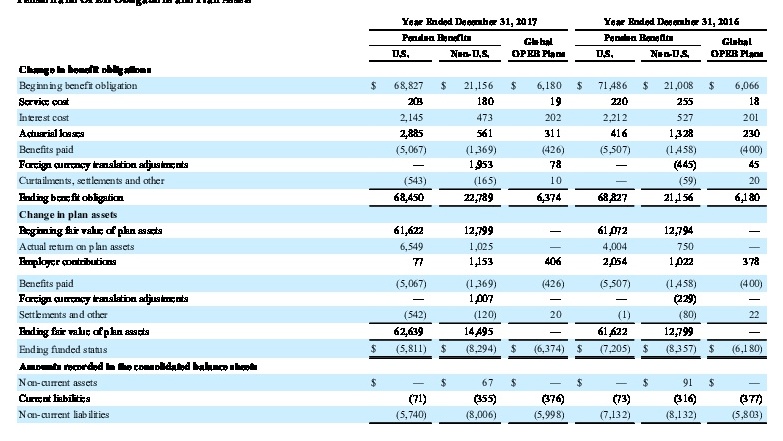 Pension and OPEB Obligations and Plan Assets
Year Ended December 31, 2017 Year Ended December 31, 2016
Pension Benefits Global OPEB Plans Pension Benefits Global OPEB Plans
U.S. Non-U.S. U.S. Non-U.S.
Change in benefit obligations
Beginning benefit obligation $ 68,827 $ 21,156 $ 6,180 $ 71,486 $ 21,008 $ 6,066
Service cost 203 180 19 220 255 18
Interest cost 2,145 473 202 2,212 527 201
Actuarial losses 2,885 561 311 416 1,328 230
Benefits paid (5,067) (1,369) (426) (5,507) (1,458) (400)
Foreign currency translation adjustments — 1,953 78 — (445) 45
Curtailments, settlements and other (543) (165) 10 — (59) 20
Ending benefit obligation 68,450 22,789 6,374 68,827 21,156 6,180
Change in plan assets
Beginning fair value of plan assets 61,622 12,799 — 61,072 12,794 —
Actual return on plan assets 6,549 1,025 — 4,004 750 —
Employer contributions 77 1,153 406 2,054 1,022 378
Benefits paid (5,067) (1,369) (426) (5,507) (1,458) (400)
Foreign currency translation adjustments — 1,007 — — (229) —
Settlements and other (542) (120) 20 (1) (80) 22
Ending fair value of plan assets 62,639 14,495 — 61,622 12,799 —
Ending funded status $ (5,811) $ (8,294) $ (6,374) $ (7,205) $ (8,357) $ (6,180)
Amounts recorded in the consolidated balance sheets
Non-current assets $ — $ 67 $ — $ — $ 91 $ —
Current liabilities (71) (355) (376) (73) (316) (377)
Non-current liabilities (5,740) (8,006) (5,998) (7,132) (8,132) (5,803)